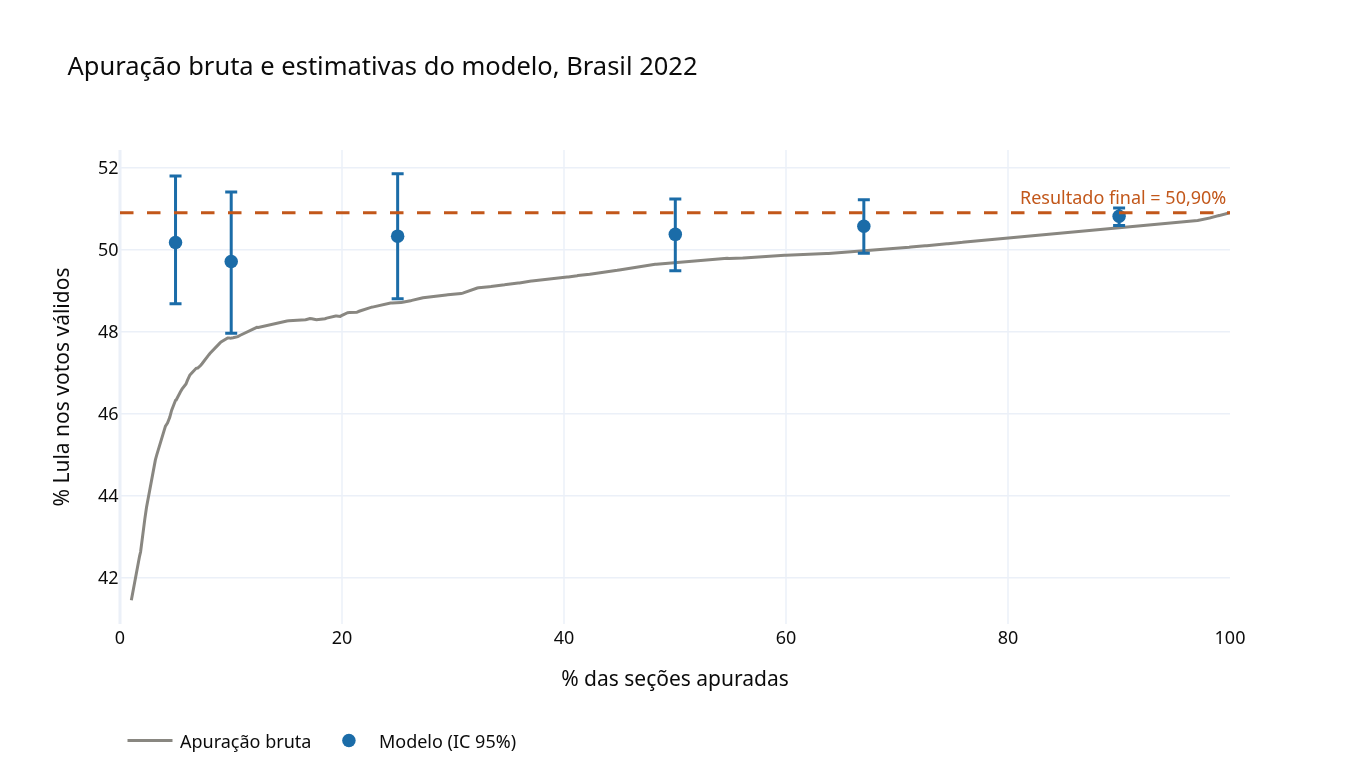 Apuração bruta e estimativas do modelo, Brasil 2022
% Lula nos votos válidos
52
50
48
46
44
42
Resultado final = 50,90%
0
20
40
60
80
100
% das seções apuradas
Apuração bruta
Modelo (IC 95%)